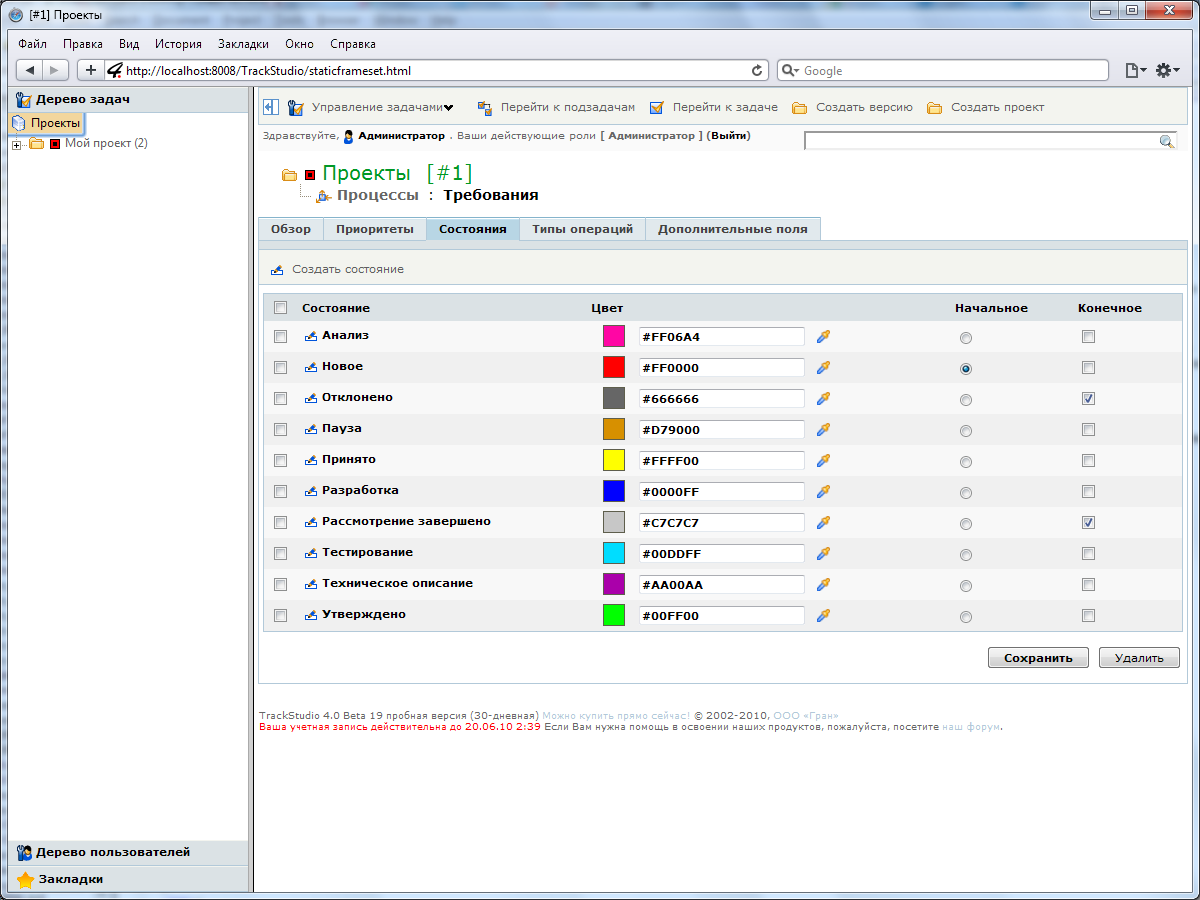 [#1] Проекты
Файл Правка Вид История Закладки Окно Справка
http://localhost:8008/TrackStudio/staticframeset.html
Google
Дерево задач
Проекты
Мой проект (2)
Управление задачами Перейти к подзадачам Перейти к задаче Создать версию Создать проект
Здравствуйте, Администратор . Ваши действующие роли [ Администратор ] (Выйти)
Проекты [#1]
Процессы : Требования
Обзор Приоритеты Состояния Типы операций Дополнительные поля
Создать состояние
Состояние Цвет Начальное Конечное
Анализ #FF06A4
Новое #FF0000
Отклонено #666666
Пауза #D79000
Принято #FFFF00
Разработка #0000FF
Рассмотрение завершено #C7C7C7
Тестирование #00DDFF
Техническое описание #AA00AA
Утверждено #00FF00
Сохранить Удалить
TrackStudio 4.0 Beta 19 пробная версия (30-дневная) Можно купить прямо сейчас! © 2002-2010, ООО «Гран»
Ваша учетная запись действительна до 20.06.10 2:39 Если Вам нужна помощь в освоении наших продуктов, пожалуйста, посетите наш форум.
Дерево пользователей
Закладки